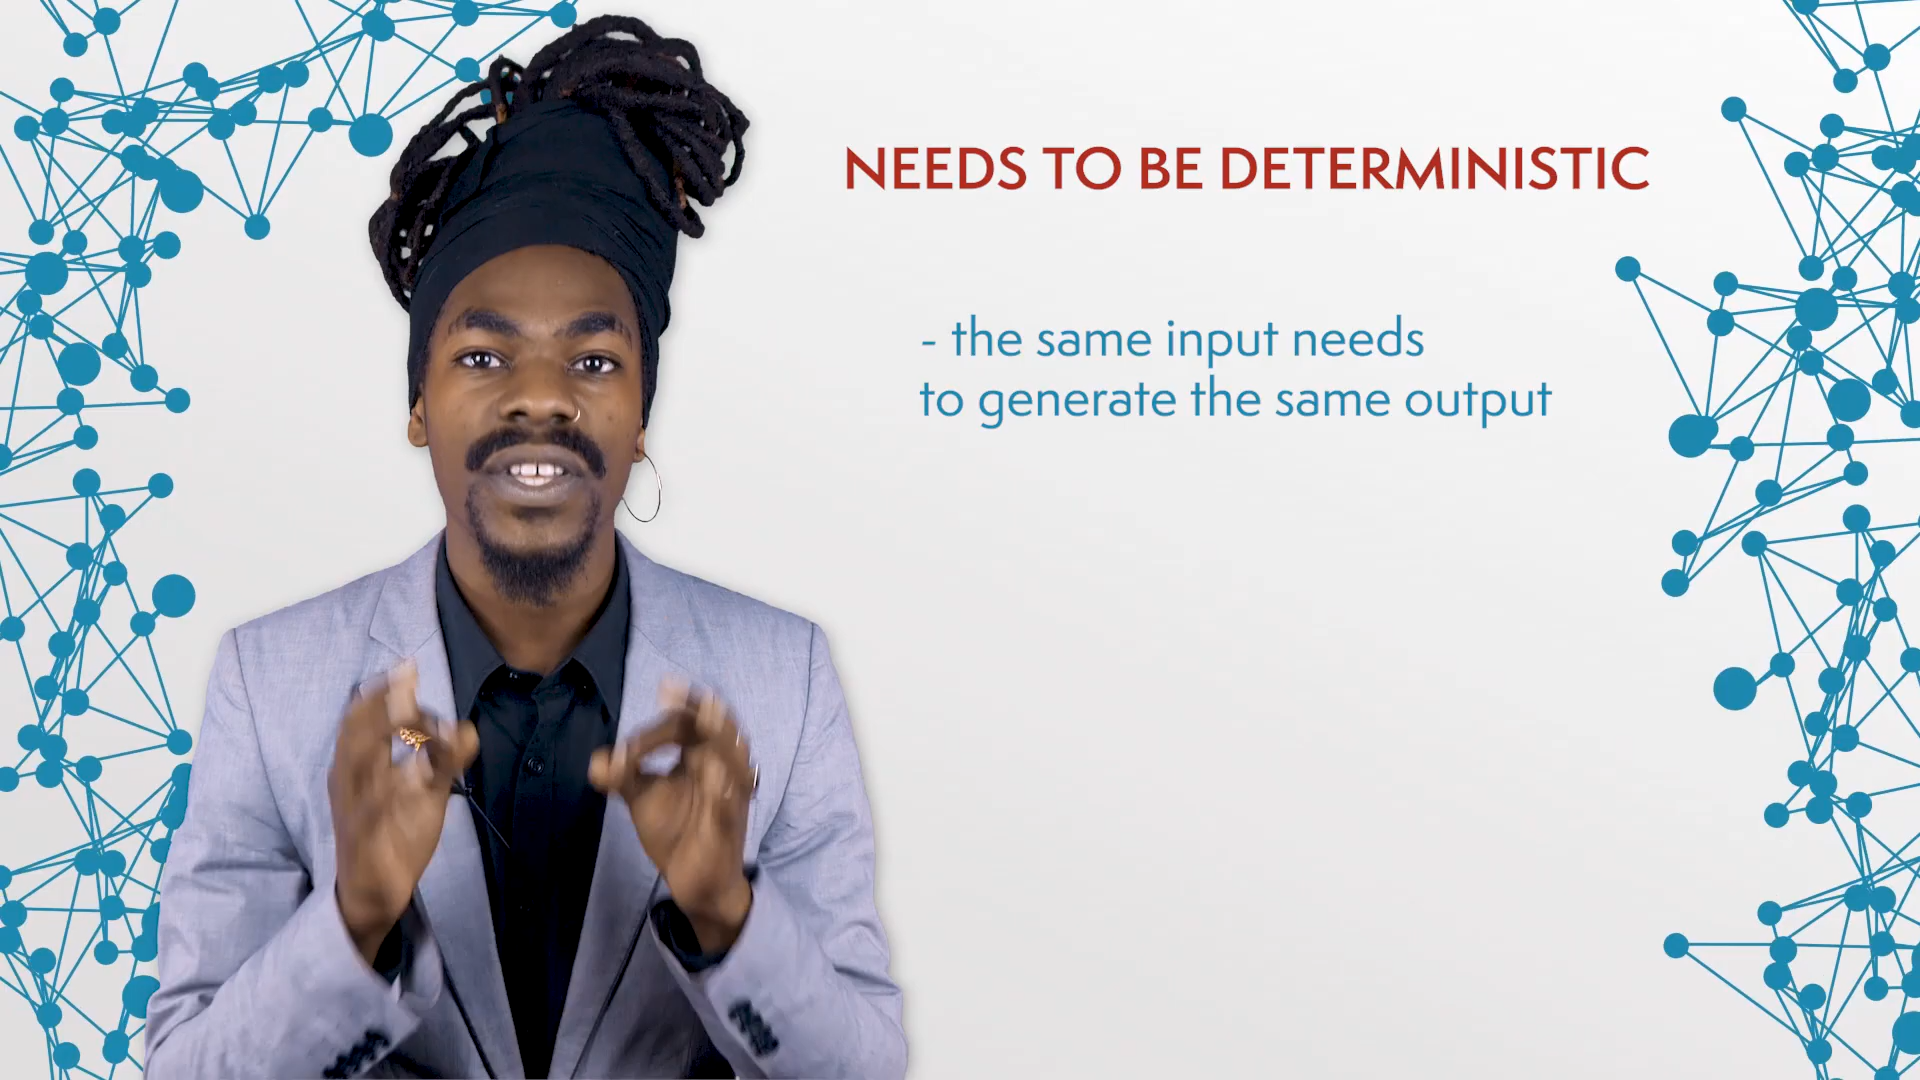 NEEDS TO BE DETERMINISTIC
- the same input needs
to generate the same output